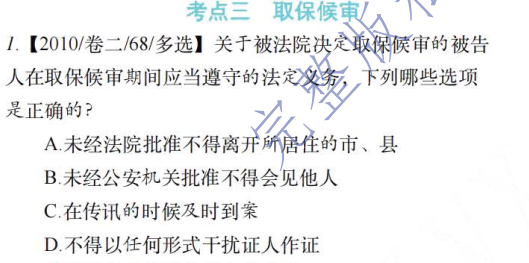 考点三 取保候审
1.【2010/卷二/68/多选】关于被法院决定取保候审的被告
人在取保候审期间应当遵守的法定义务，下列哪些选项
是正确的?
A.未经法院批准不得离开所居住的市、县
B.未经公安机关批准不得会见他人
C.在传讯的时候及时到案
D.不得以任何形式干扰证人作证
完整版